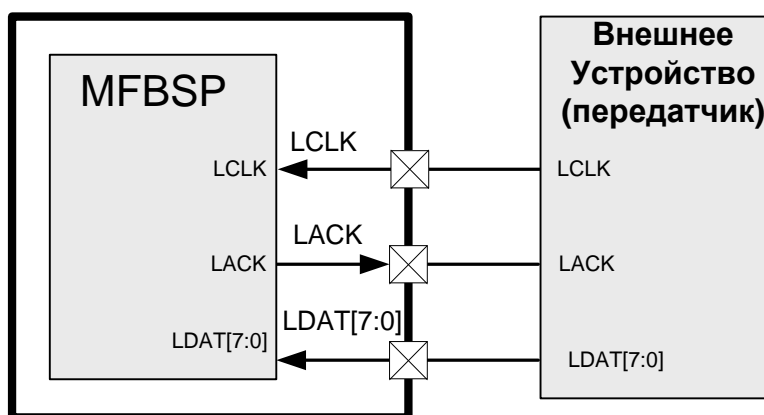 MFBSP
LCLK
LACK
LDAT[7:0]
LCLK
LACK
LDAT[7:0]
Внешнее
Устройство
(передатчик)
LCLK
LACK
LDAT[7:0]